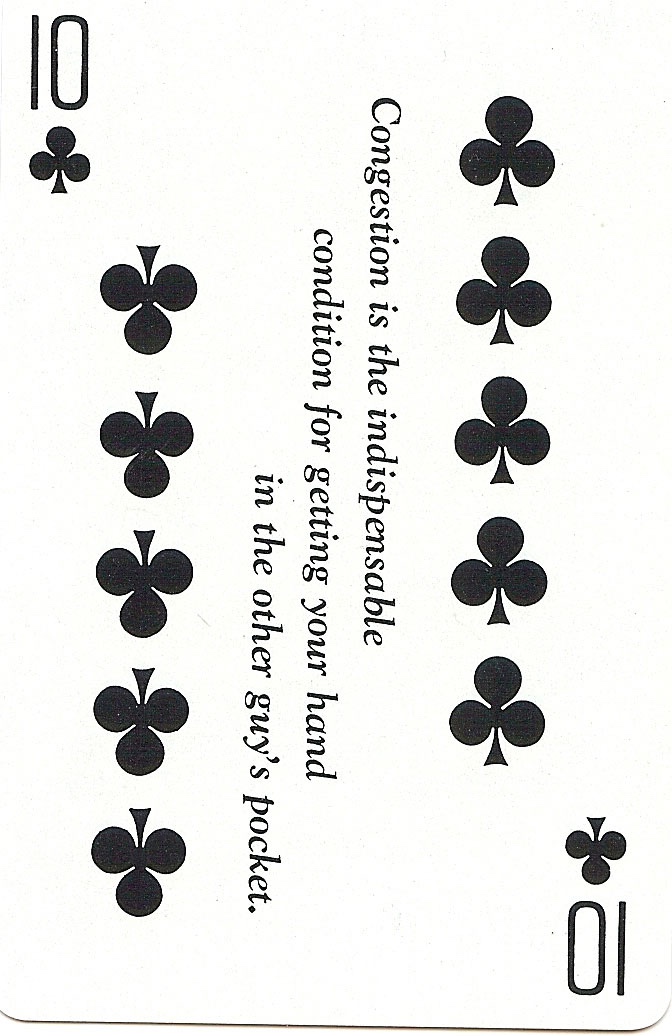 10
Congestion is the indispensable
condition for getting your hand
in the other guy's pocket.
10